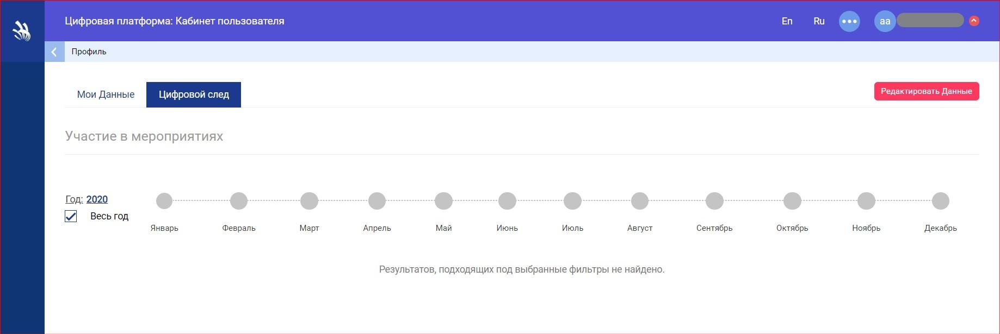 Цифровая платформа: Кабинет пользователя
En Ru aa
Профиль
Мои Данные Цифровой след Редактировать Данные
Участие в мероприятиях
Год: 2020
Весь год
Январь Февраль Март Апрель Май Июнь Июль Август Сентябрь Октябрь Ноябрь Декабрь
Результатов, подходящих под выбранные фильтры не найдено.